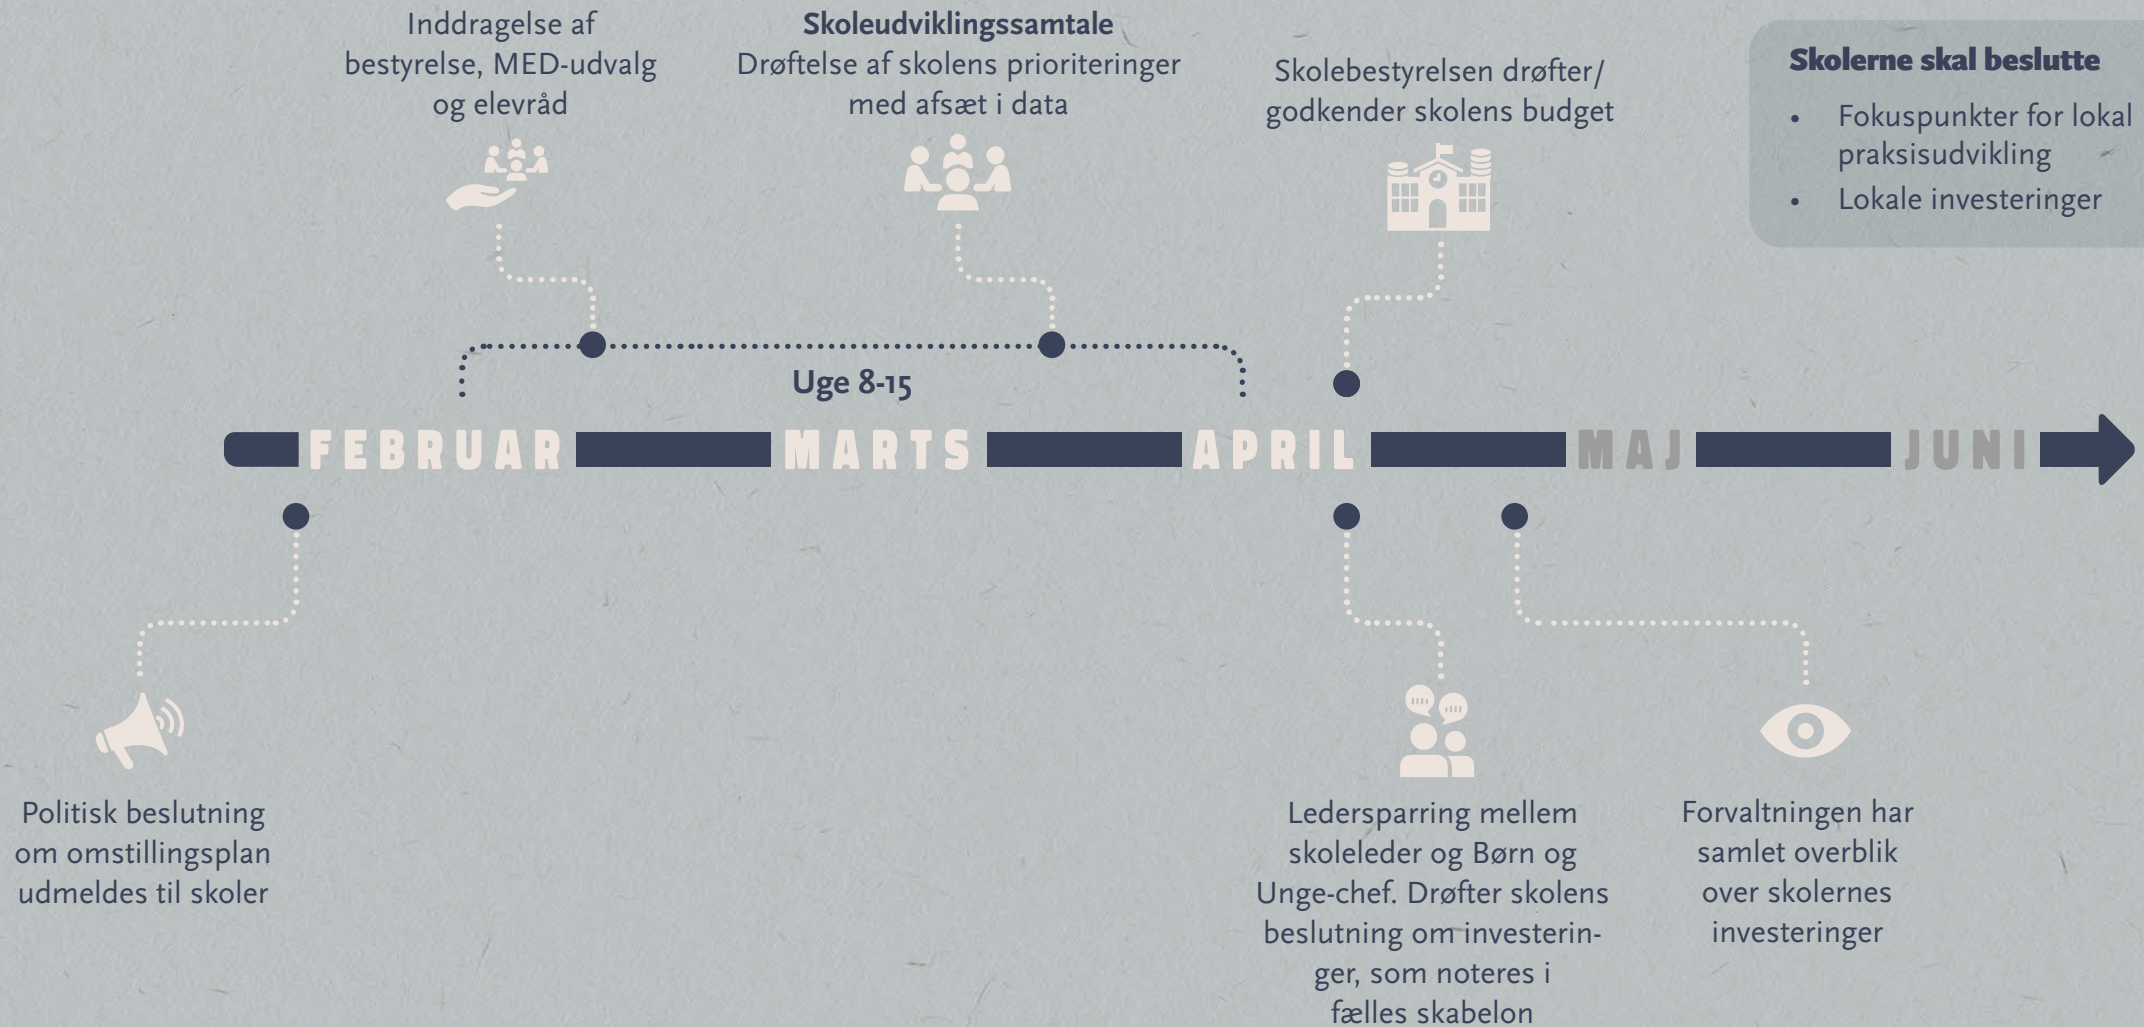 Inddragelse af
bestyrelse, MED-udvalg
og elevråd
Skoleudviklingssamtale
Drøftelse af skolens prioriteringer
med afsæt i data
Skolebestyrelsen drøfter/
godkender skolens budget
Skolerne skal beslutte
• Fokuspunkter for lokal
praksisudvikling
• Lokale investeringer
Uge 8-15
FEBRUAR
MARTS
APRIL
MAJ
JUNI
Politisk beslutning
om omstillingsplan
udmeldes til skoler
Ledersparring mellem
skoleleder og Børn og
Unge-chef. Drøfter skolens
beslutning om investerin-
ger, som noteres i
fælles skabelon
Forvaltningen har
samlet overblik
over skolernes
investeringer